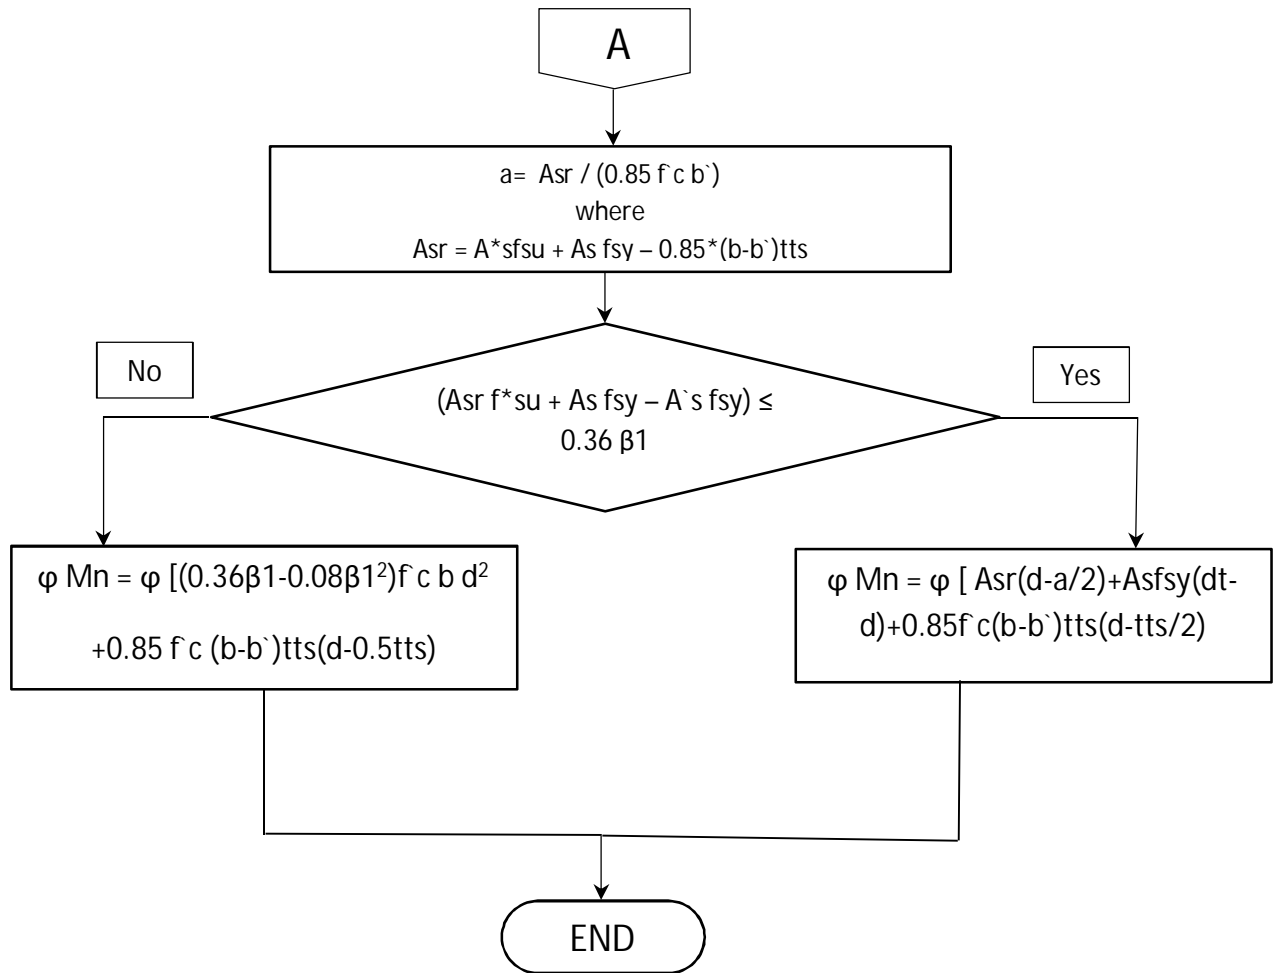 A
a= Asr / (0.85 f`c b`)
where
Asr = A*sfsu + As fsy – 0.85*(b-b`)tts
No
Yes
(Asr f*su + As fsy – A`s fsy) ≤
0.36 β1
φ Mn = φ [(0.36β1-0.08β1²)f`c b d²
+0.85 f`c (b-b`)tts(d-0.5tts)
φ Mn = φ [ Asr(d-a/2)+Asfsy(dt-
d)+0.85f`c(b-b`)tts(d-tts/2)
END